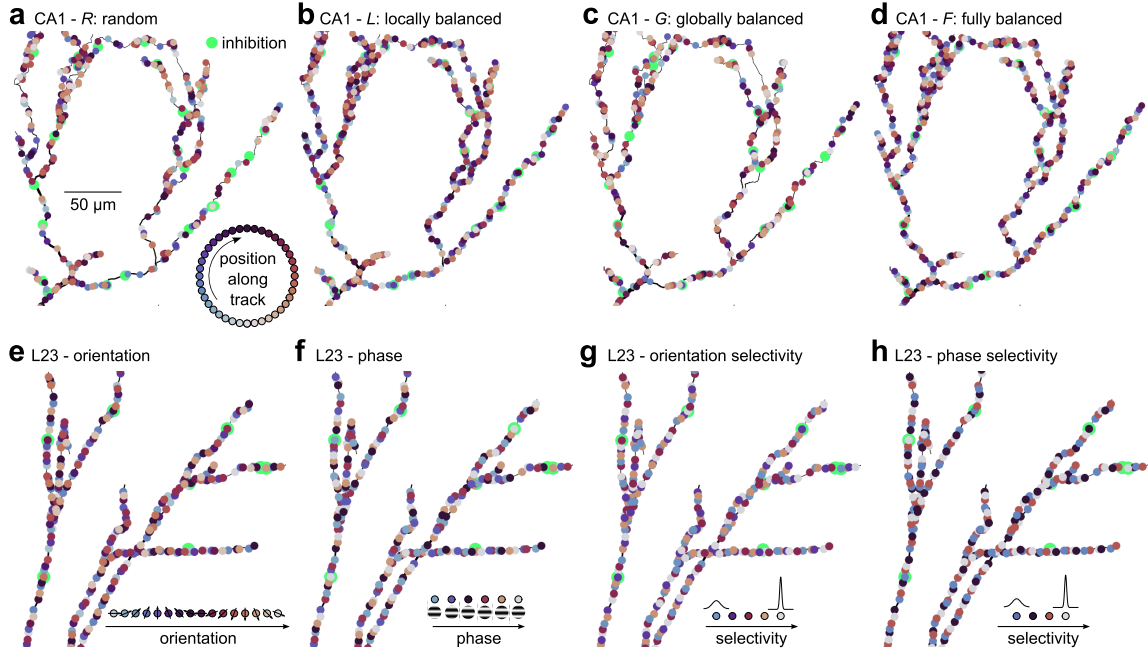 a CA1 - R: random
inhibition
50 µm
position
along
track
b CA1 - L: locally balanced
c CA1 - G: globally balanced
d CA1 - F: fully balanced
e L23 - orientation
orientation
f L23 - phase
phase
g L23 - orientation selectivity
selectivity
h L23 - phase selectivity
selectivity